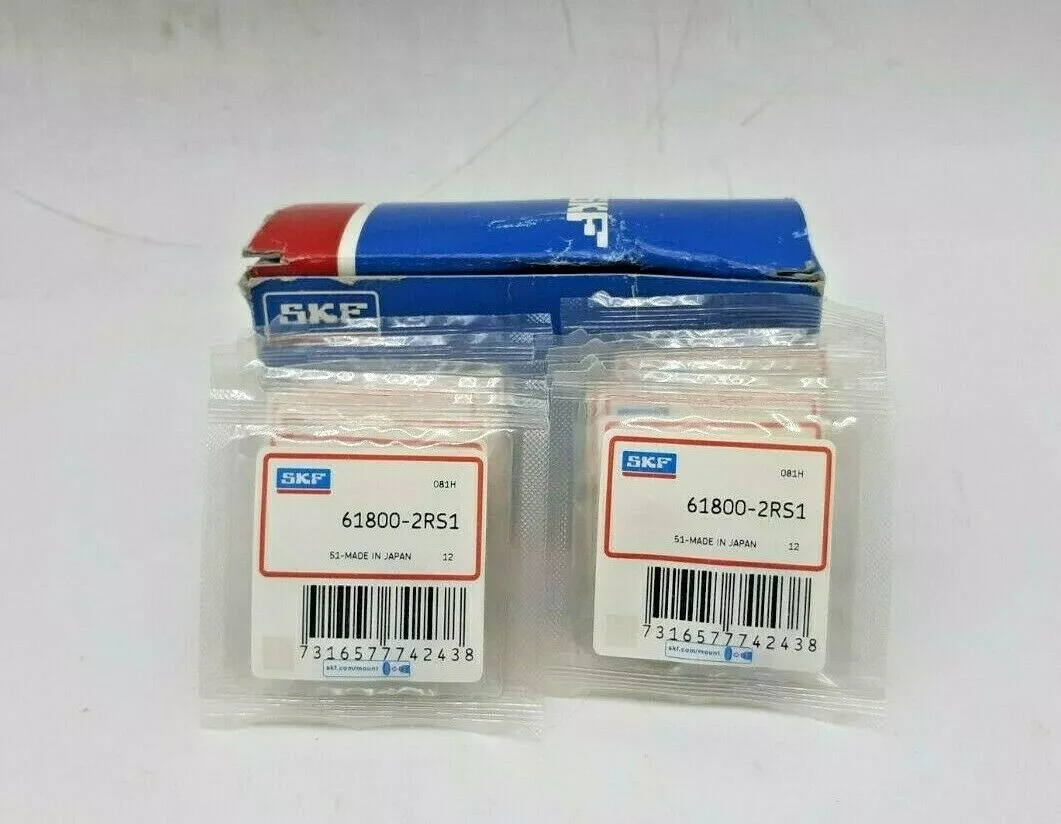 SKF
SKF
SKF
081H
61800-2RS1
51-MADE IN JAPAN 12
7316577742438
skf.com/mount
SKF
081H
61800-2RS1
51-MADE IN JAPAN 12
7316577742438
skf.com/mount